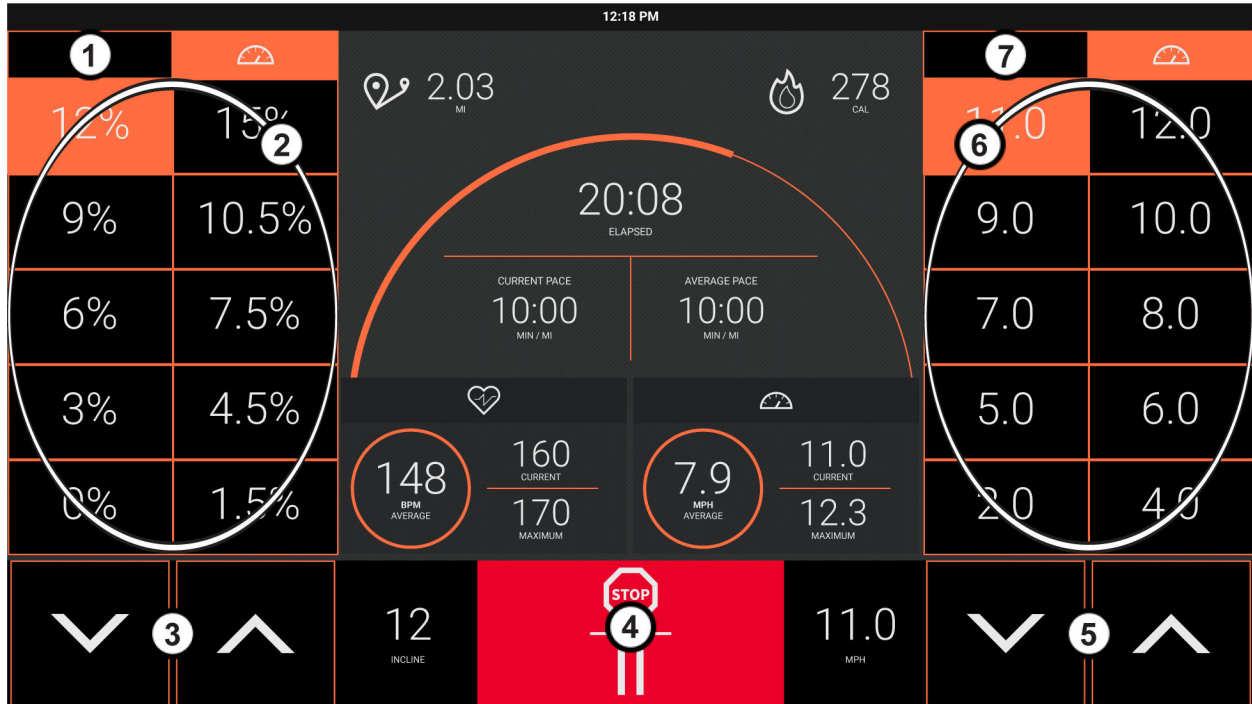 12:18 PM
1
7
12%
15%
2
9%
10.5%
6%
7.5%
3%
4.5%
0%
1.5%
2.03
MI
278
CAL
20:08
ELAPSED
CURRENT PACE
10:00
MIN / MI
AVERAGE PACE
10:00
MIN / MI
148
BPM
AVERAGE
160
CURRENT
170
MAXIMUM
7.9
MPH
AVERAGE
11.0
CURRENT
12.3
MAXIMUM
11.0
12.0
6
9.0
10.0
7.0
8.0
5.0
6.0
2.0
4.0
3
12
INCLINE
STOP
4
11.0
MPH
5